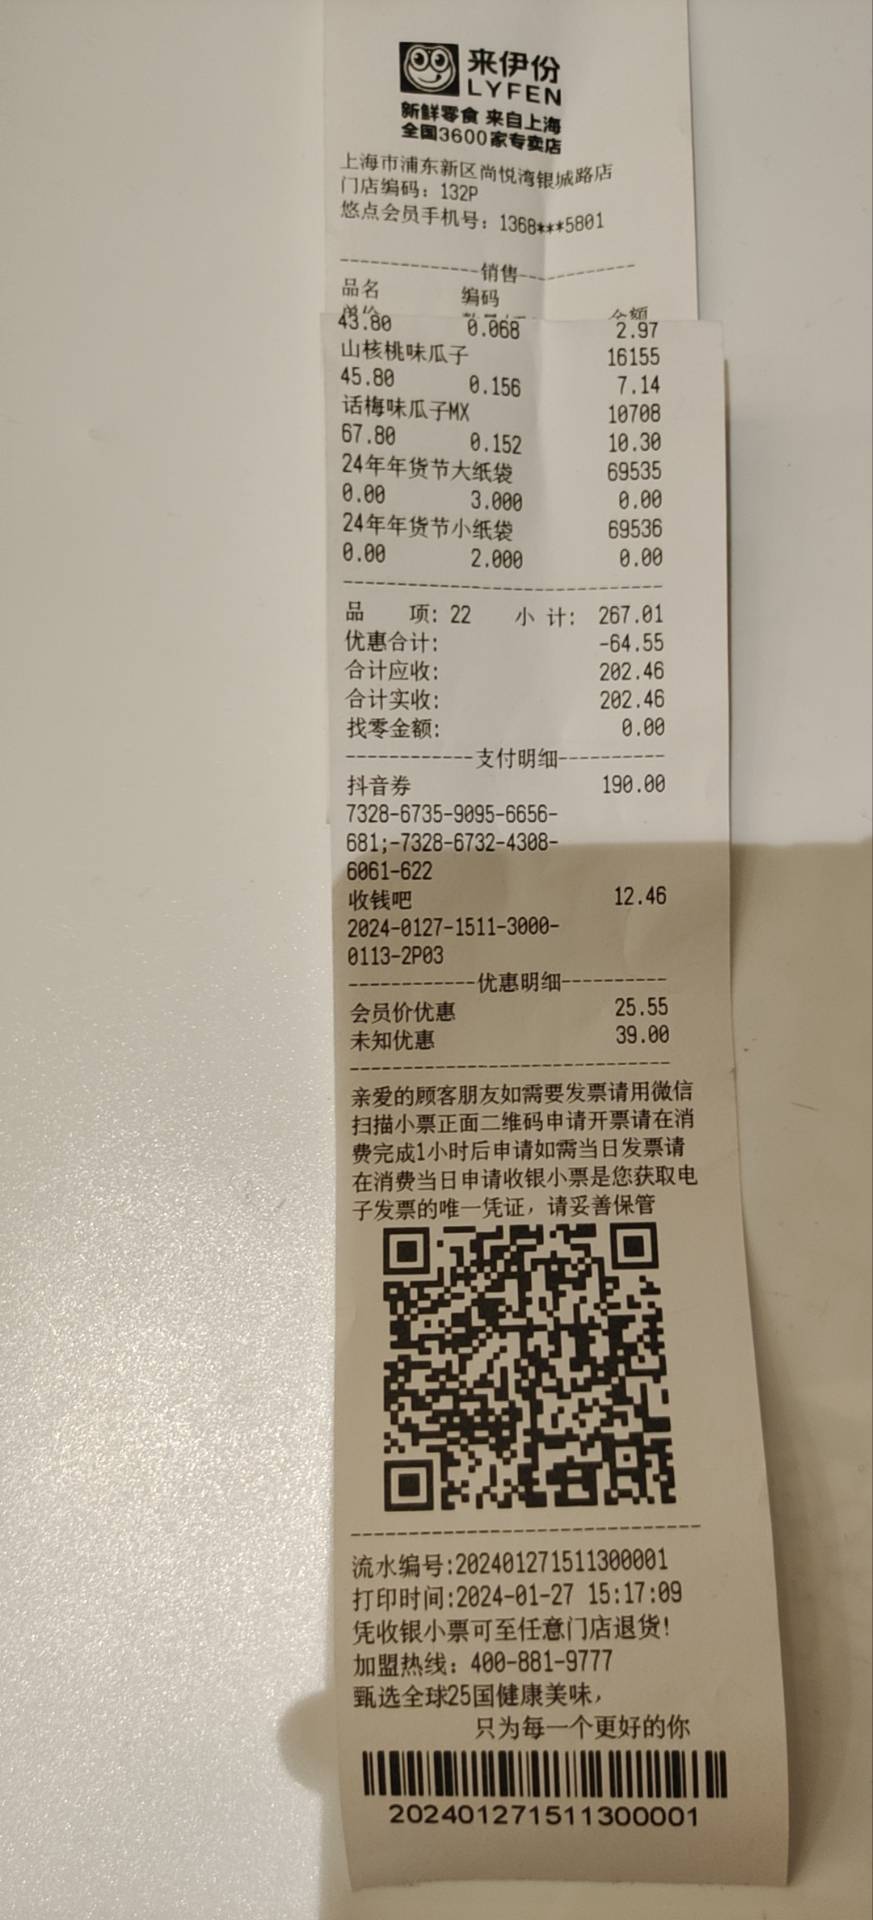 来伊份
LYFEN
新鲜零食 来自上海
全国3600家专卖店
上海市浦东新区尚悦湾银城路店
门店编码：132P
悠点会员手机号：1368***5801
--------------销售------------
品名 编码
金额
43.80 0.068 2.97
山核桃味瓜子 16155
45.80 0.156 7.14
话梅味瓜子MX 10708
67.80 0.152 10.30
24年年货节大纸袋 69535
0.00 3.000 0.00
24年年货节小纸袋 69536
0.00 2.000 0.00
------------------------------
品 项: 22 小 计: 267.01
优惠合计: -64.55
合计应收: 202.46
合计实收: 202.46
找零金额: 0.00
------------支付明细----------
抖音券 190.00
7328-6735-9095-6656-
681;-7328-6732-4308-
6061-622
收钱吧 12.46
2024-0127-1511-3000-
0113-2P03
------------优惠明细----------
会员价优惠 25.55
未知优惠 39.00
------------------------------
亲爱的顾客朋友如需要发票请用微信
扫描小票正面二维码申请开票请在消
费完成1小时后申请如需当日发票请
在消费当日申请收银小票是您获取电
子发票的唯一凭证，请妥善保管
--------------------------------
流水编号:202401271511300001
打印时间:2024-01-27 15:17:09
凭收银小票可至任意门店退货!
加盟热线：400-881-9777
甄选全球25国健康美味，
只为每一个更好的你
202401271511300001